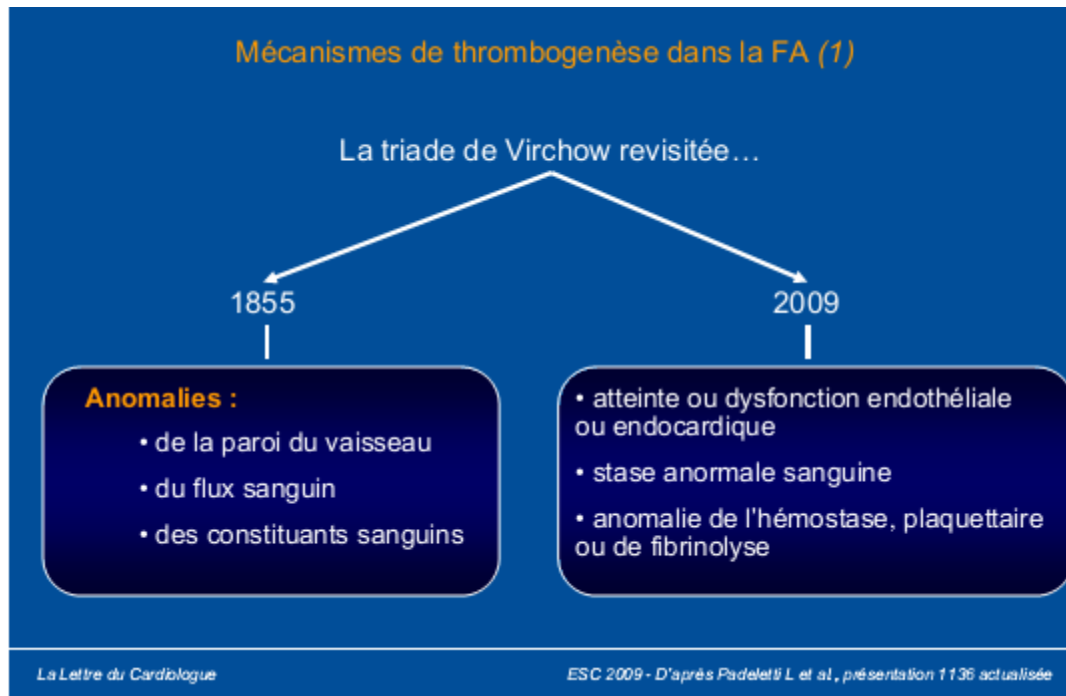 Mécanismes de thrombogenèse dans la FA (1)
La triade de Virchow revisitée…
1855
2009
Anomalies :
• de la paroi du vaisseau
• du flux sanguin
• des constituants sanguins
• atteinte ou dysfonction endothéliale
ou endocardique
• stase anormale sanguine
• anomalie de l'hémostase, plaquettaire
ou de fibrinolyse
La Lettre du Cardiologue
ESC 2009 - D'après Padeletti L et al, présentation 1136 actualisée